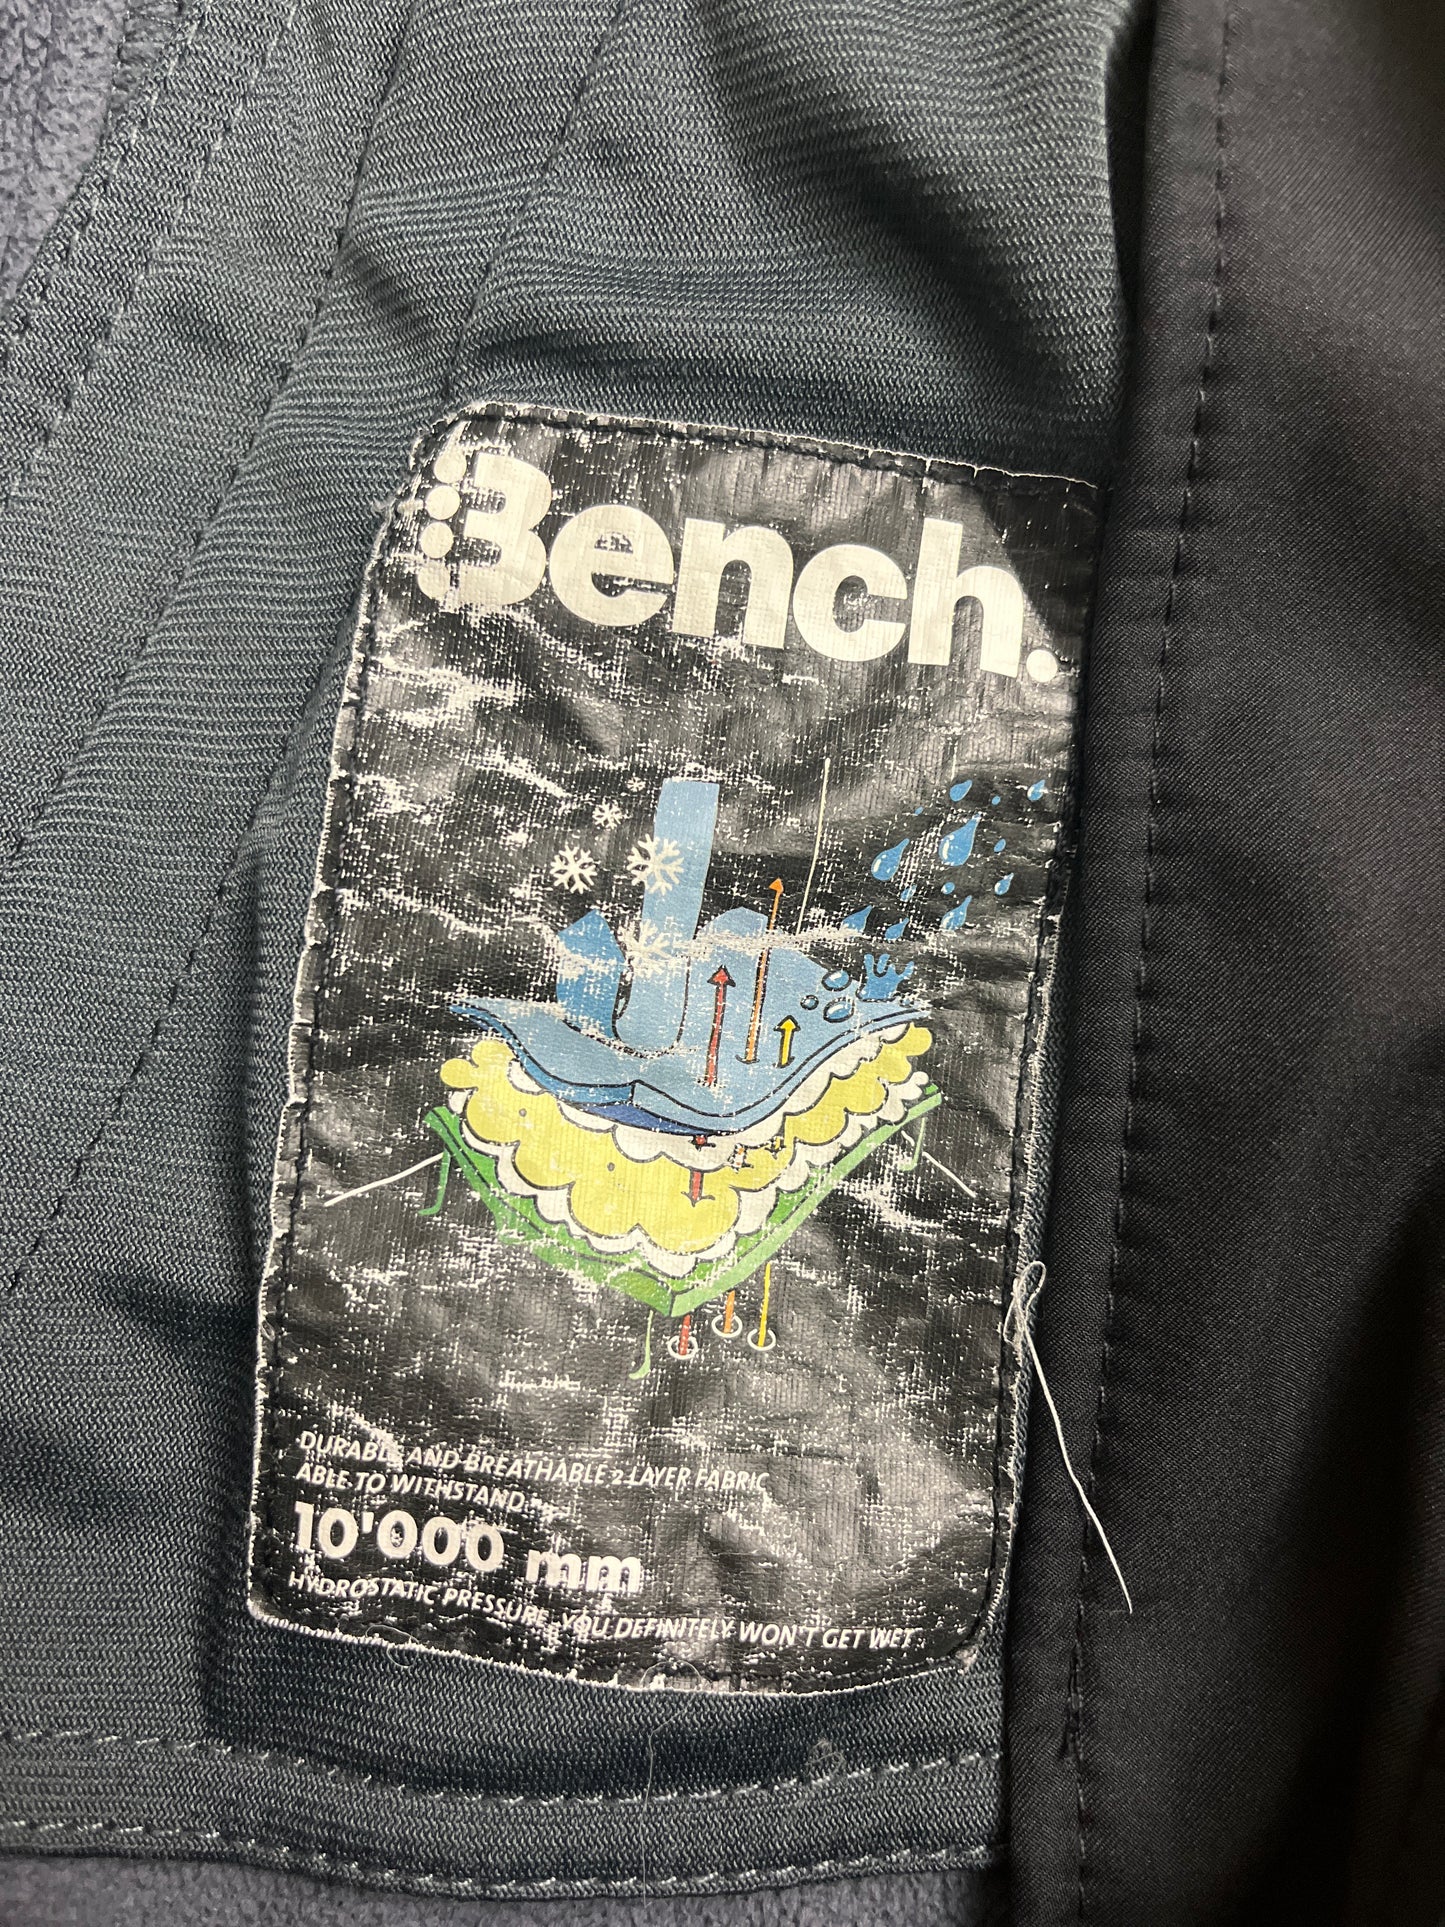 Bench.
DURABLE AND BREATHABLE 2 LAYER FABRIC
ABLE TO WITHSTAND
10'000 mm
HYDROSTATIC PRESSURE, YOU DEFINITELY WON'T GET WET